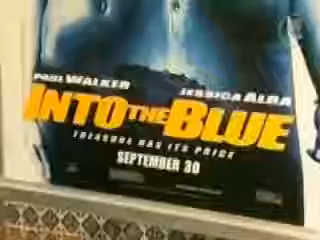 PAUL WALKER JESSICA ALBA
INTO THE BLUE
TREASURE HAS ITS PRICE
SEPTEMBER 30